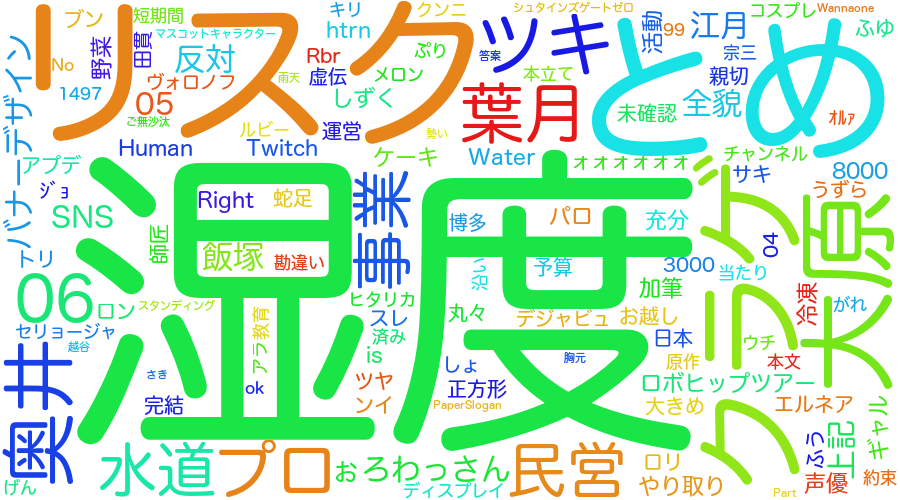 湿度
リスク
とめ
ツキ
葉月
大原
クラゲ
事業
奥井
水道
プロ
民営
06
ブン
短期間
キリ
クンニ
シュタインズゲートゼロ
コスプレ
Wannaone
マスコットキャラクター
htrn
活動
99
江月
ふゆ
野菜
田貫
反対
Rbr
ぷり
答案
宗三
No
ヴォロノフ
虚伝
メロン
本立て
親切
雨天
1497
05
しずく
未確認
全貌
オルァ
ご無沙汰
ルビー
運営
勢い
バナーデザイン
Human
Twitch
ケーキ
Water
ォオオオオオ
チャンネル
アプデ
ジョ
サキ
8000
うずら
Right
蛇足
SNS
師匠
博多
パロ
充分
04
飯塚
勘違い
沿い
予算
3000
当たり
トリ
加筆
冷凍
がれ
ロン
スタンディング
ヒタリカ
丸々
デジャビュ
お越し
セリョージャ
アラ教育
スレ
済み
日本
ウチ
越谷
is
しょ
胸元
原作
本文
さき
ok
ツヤ
正方形
ロボヒップツアー
完結
ンイ
PaperSlogan
大きめ
エルネア
ギャル
ふぅ
上記
ぉろわっさん
ロリ
げん
ディスプレイ
やり取り
Part
声優
約束